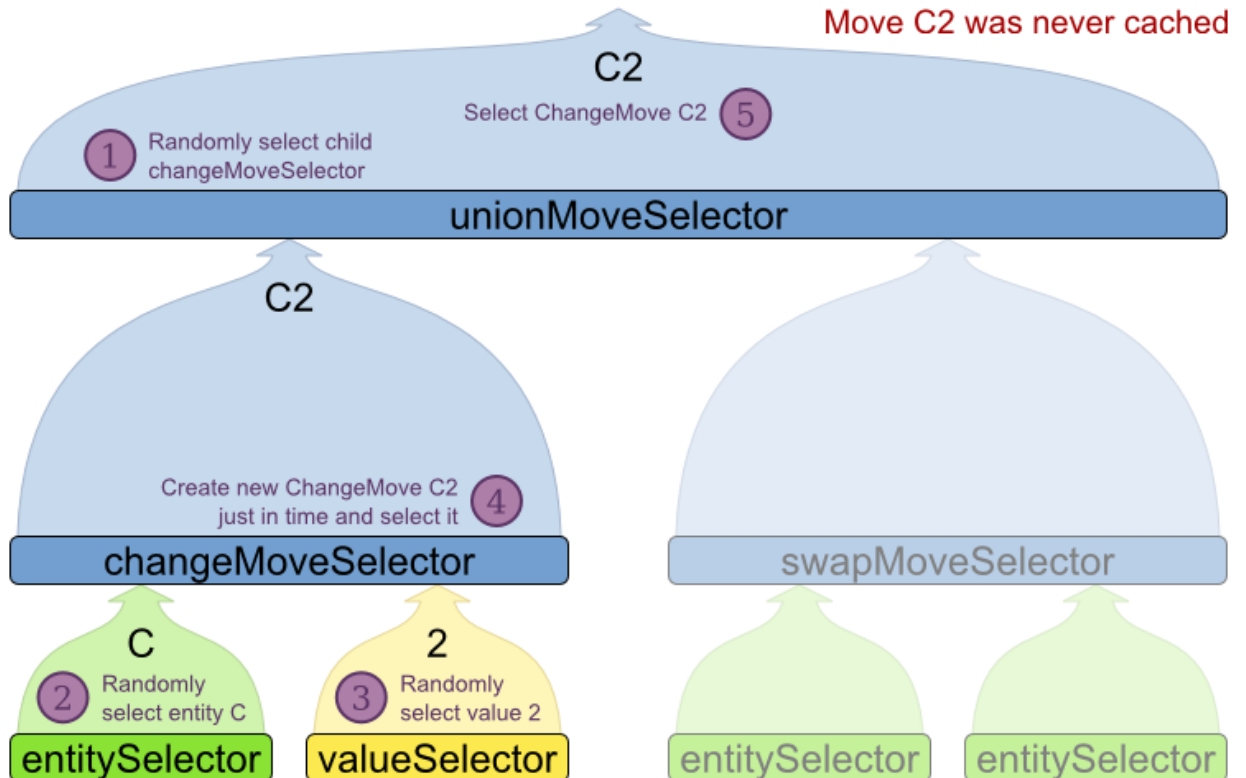 Move C2 was never cached
C2
Select ChangeMove C2 5
1 Randomly select child
changeMoveSelector
unionMoveSelector
C2
Create new ChangeMove C2 4
just in time and select it
changeMoveSelector
swapMoveSelector
C
2
2 Randomly
select entity C
3 Randomly
select value 2
entitySelector
valueSelector
entitySelector
entitySelector